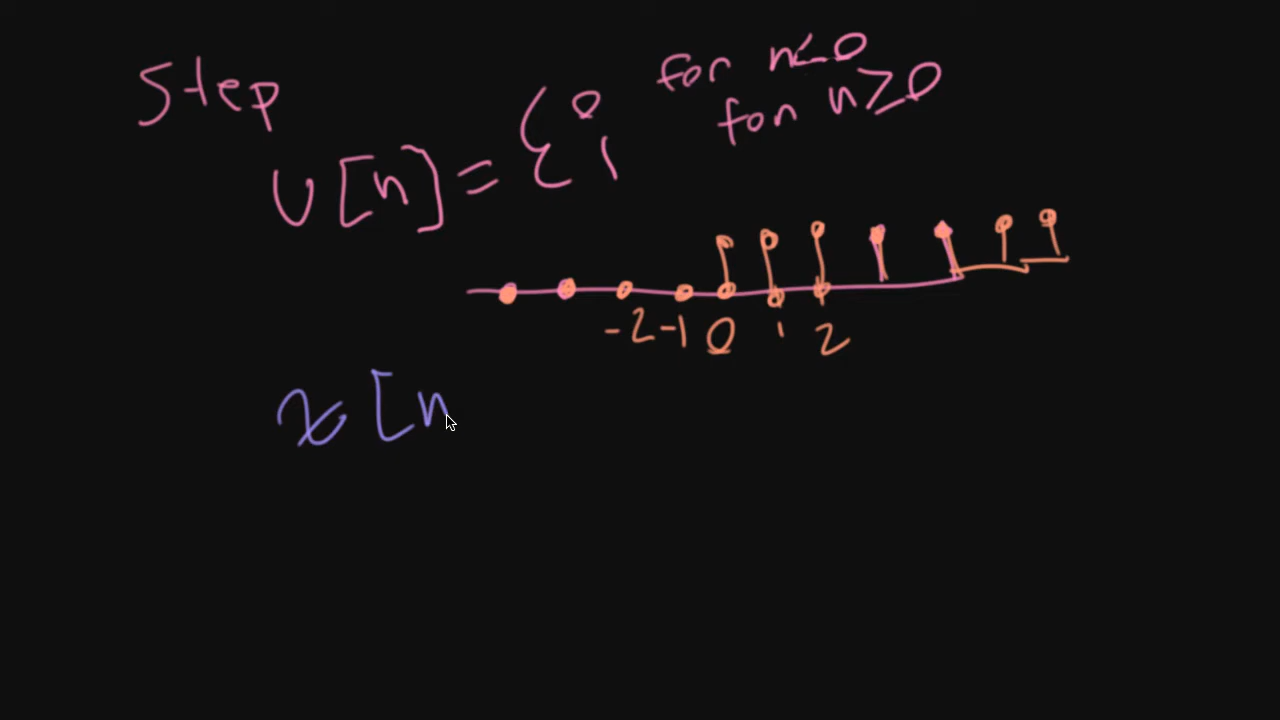 Step
for n<0
U[n]= { 0
1
for n≥0
-2 -1 0 1 2
x[n